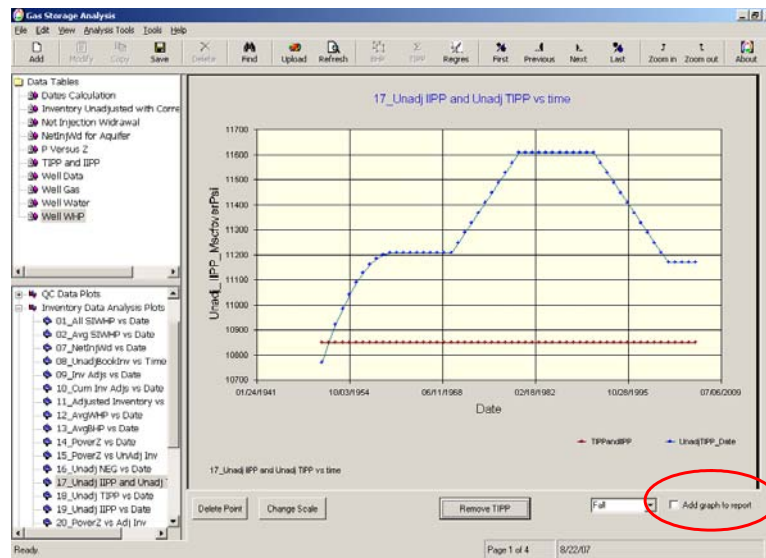 Gas Storage Analysis
File Edit View Analysis Tools Tools Help
Add Modify Copy Save Delete Find Upload Refresh BHP TIPP Regres First Previous Next Last Zoom in Zoom out About
Data Tables
Dates Calculation
Inventory Unadjusted with Corre
Not Injection Widrawal
NetInjWd for Aquifer
P Versus Z
TIPP and IIPP
Well Data
Well Gas
Well Water
Well WHP
QC Data Plots
Inventory Data Analysis Plots
01_All SIWHP vs Date
02_Avg SIWHP vs Date
07_NetInjWd vs Date
08_UnadjBookInv vs Time
09_Inv Adjs vs Date
10_Cum Inv Adjs vs Date
11_Adjusted Inventory vs
12_AvgWHP vs Date
13_AvgBHP vs Date
14_PoverZ vs Date
15_PoverZ vs UnAdj Inv
16_Unadj NEG vs Date
17_Unadj IIPP and Unadj
18_Unadj TIPP vs Date
19_Unadj IIPP vs Date
20_PoverZ vs Adj Inv
17_Unadj IIPP and Unadj TIPP vs time
Unadj_IIPP_MscfoverPsi
11700
11600
11500
11400
11300
11200
11100
11000
10900
10800
10700
01/24/1941 10/03/1954 06/11/1968 02/18/1982 10/28/1995 07/06/2009
Date
TIPPandIIPP UnadjTIPP_Date
17_Unadj IIPP and Unadj TIPP vs time
Delete Point Change Scale Remove TIPP Fall Add graph to report
Ready. Page 1 of 4 8/22/07